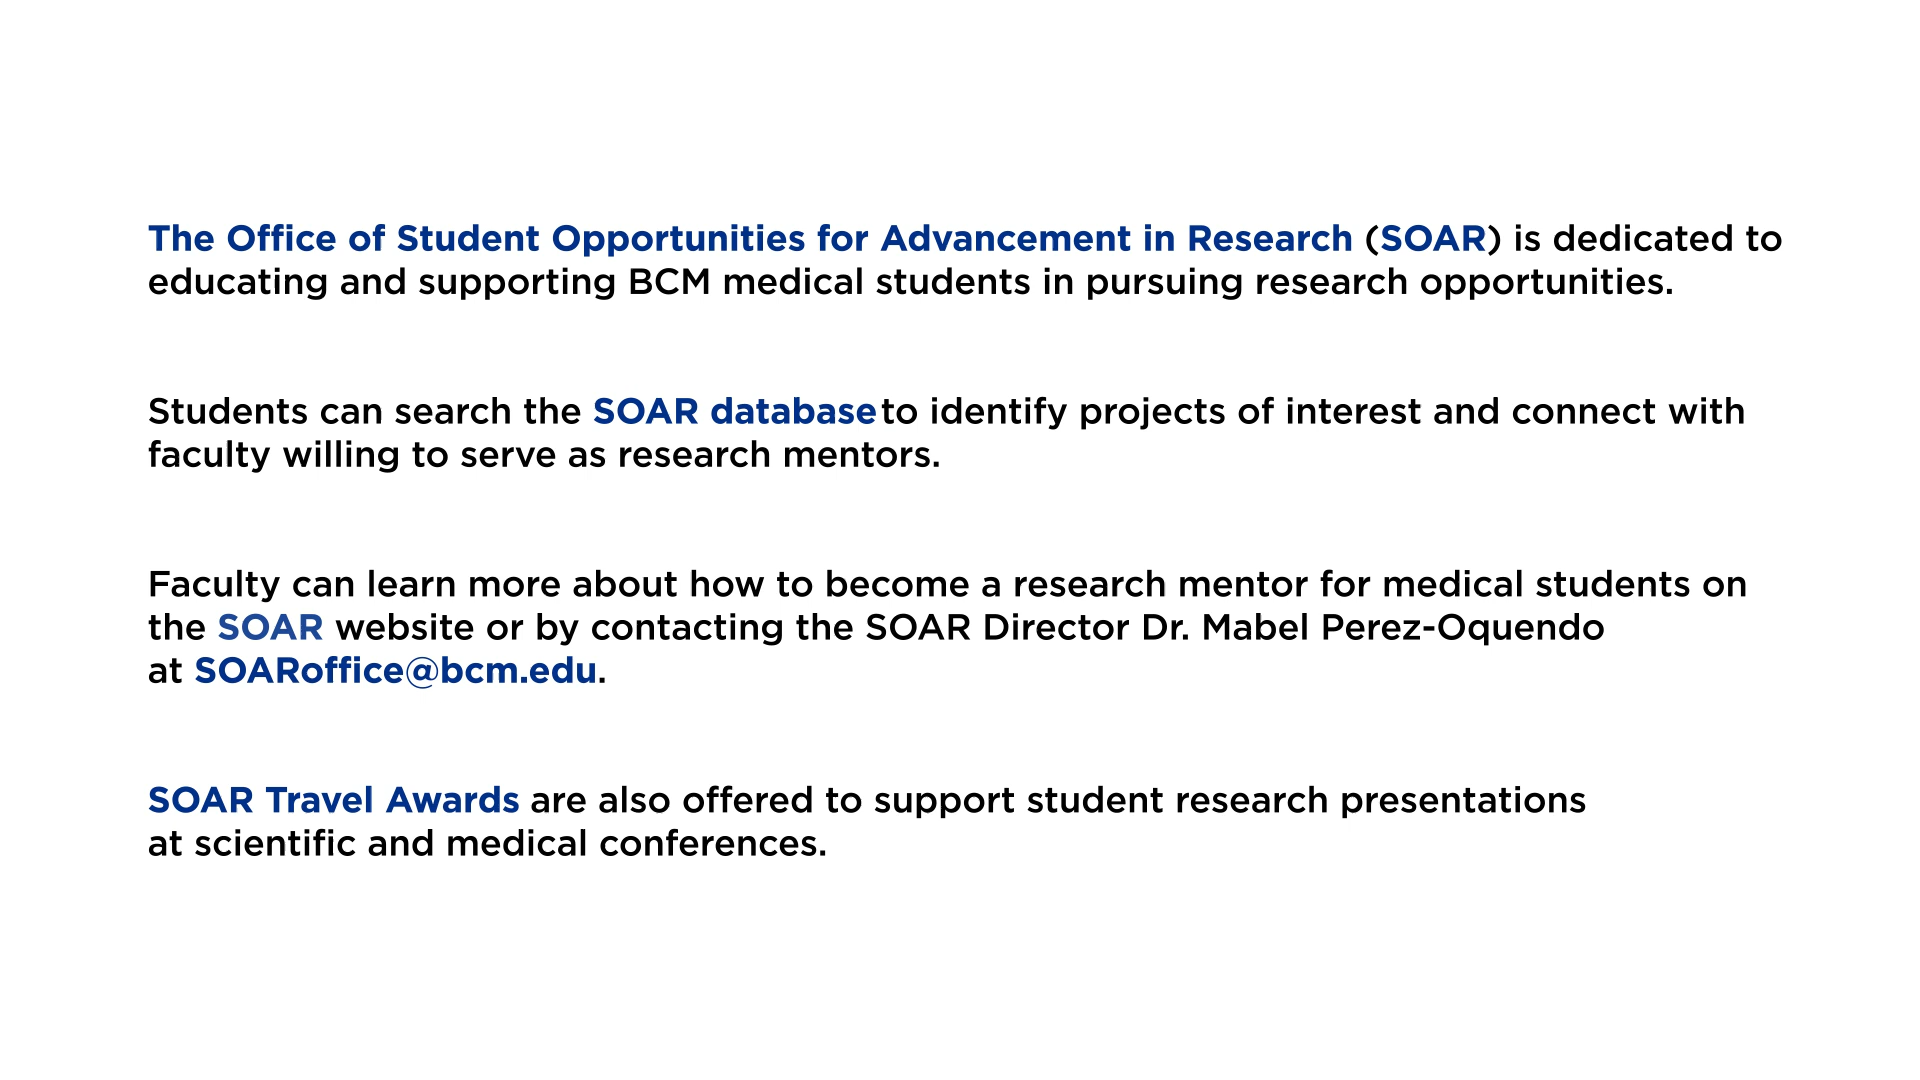 The Office of Student Opportunities for Advancement in Research (SOAR) is dedicated to
educating and supporting BCM medical students in pursuing research opportunities.
Students can search the SOAR database to identify projects of interest and connect with
faculty willing to serve as research mentors.
Faculty can learn more about how to become a research mentor for medical students on
the SOAR website or by contacting the SOAR Director Dr. Mabel Perez-Oquendo
at SOARoffice@bcm.edu.
SOAR Travel Awards are also offered to support student research presentations
at scientific and medical conferences.